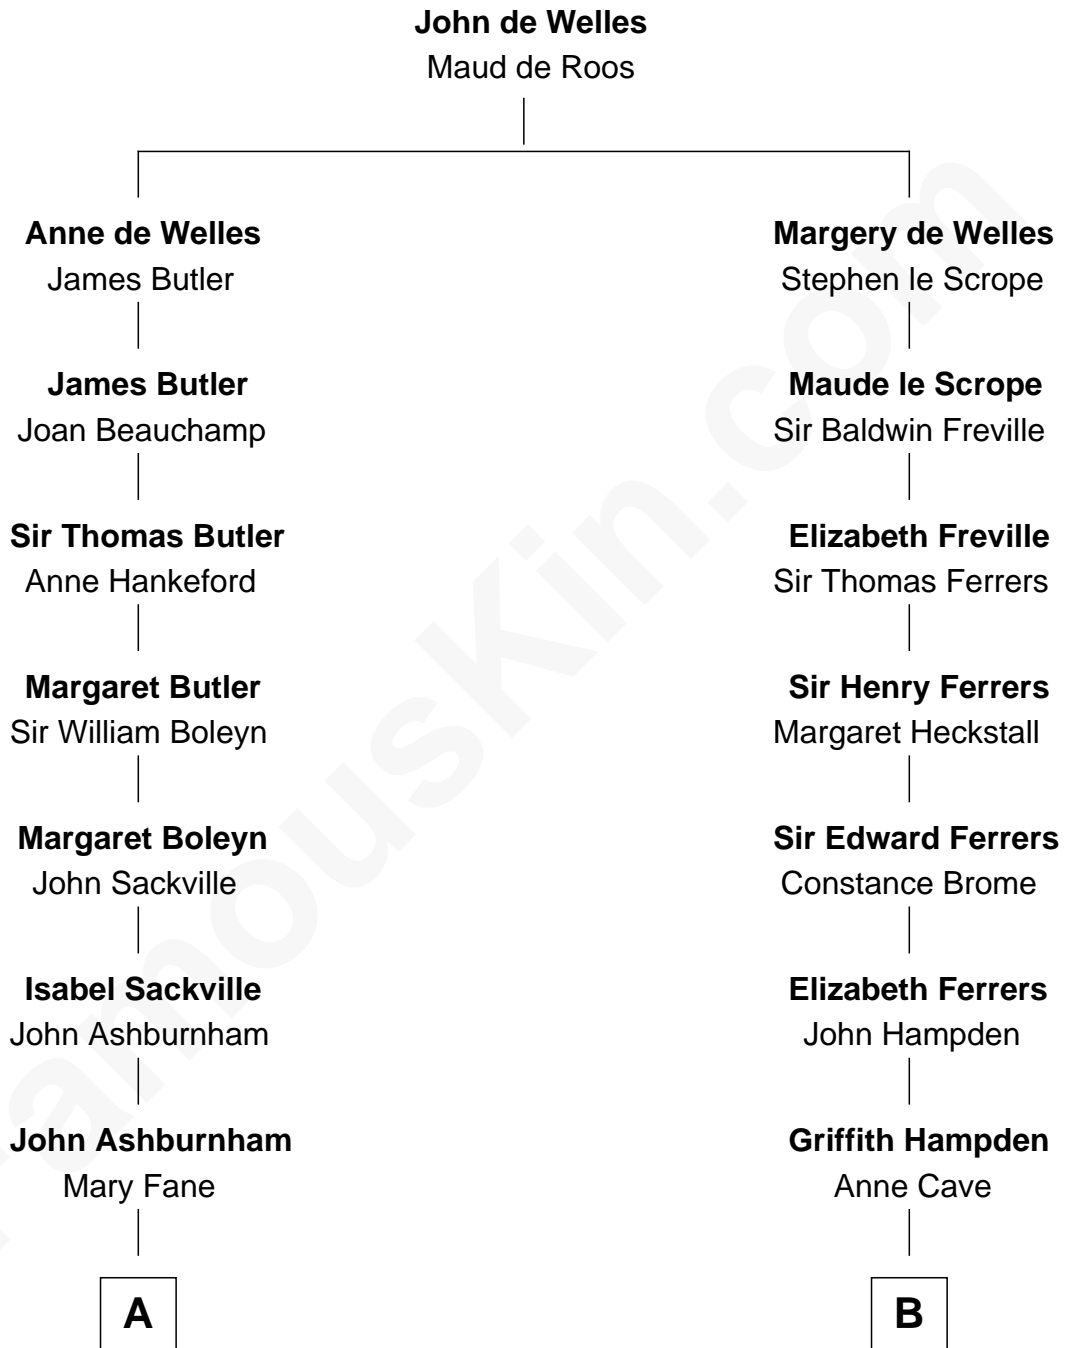 John de Welles
Maud de Roos
Anne de Welles
James Butler
Margery de Welles
Stephen le Scrope
James Butler
Joan Beauchamp
Maude le Scrope
Sir Baldwin Freville
Sir Thomas Butler
Anne Hankeford
Elizabeth Freville
Sir Thomas Ferrers
Margaret Butler
Sir William Boleyn
Sir Henry Ferrers
Margaret Heckstall
Margaret Boleyn
John Sackville
Sir Edward Ferrers
Constance Brome
Isabel Sackville
John Ashburnham
Elizabeth Ferrers
John Hampden
John Ashburnham
Mary Fane
Griffith Hampden
Anne Cave
A
B
FamousKin.com